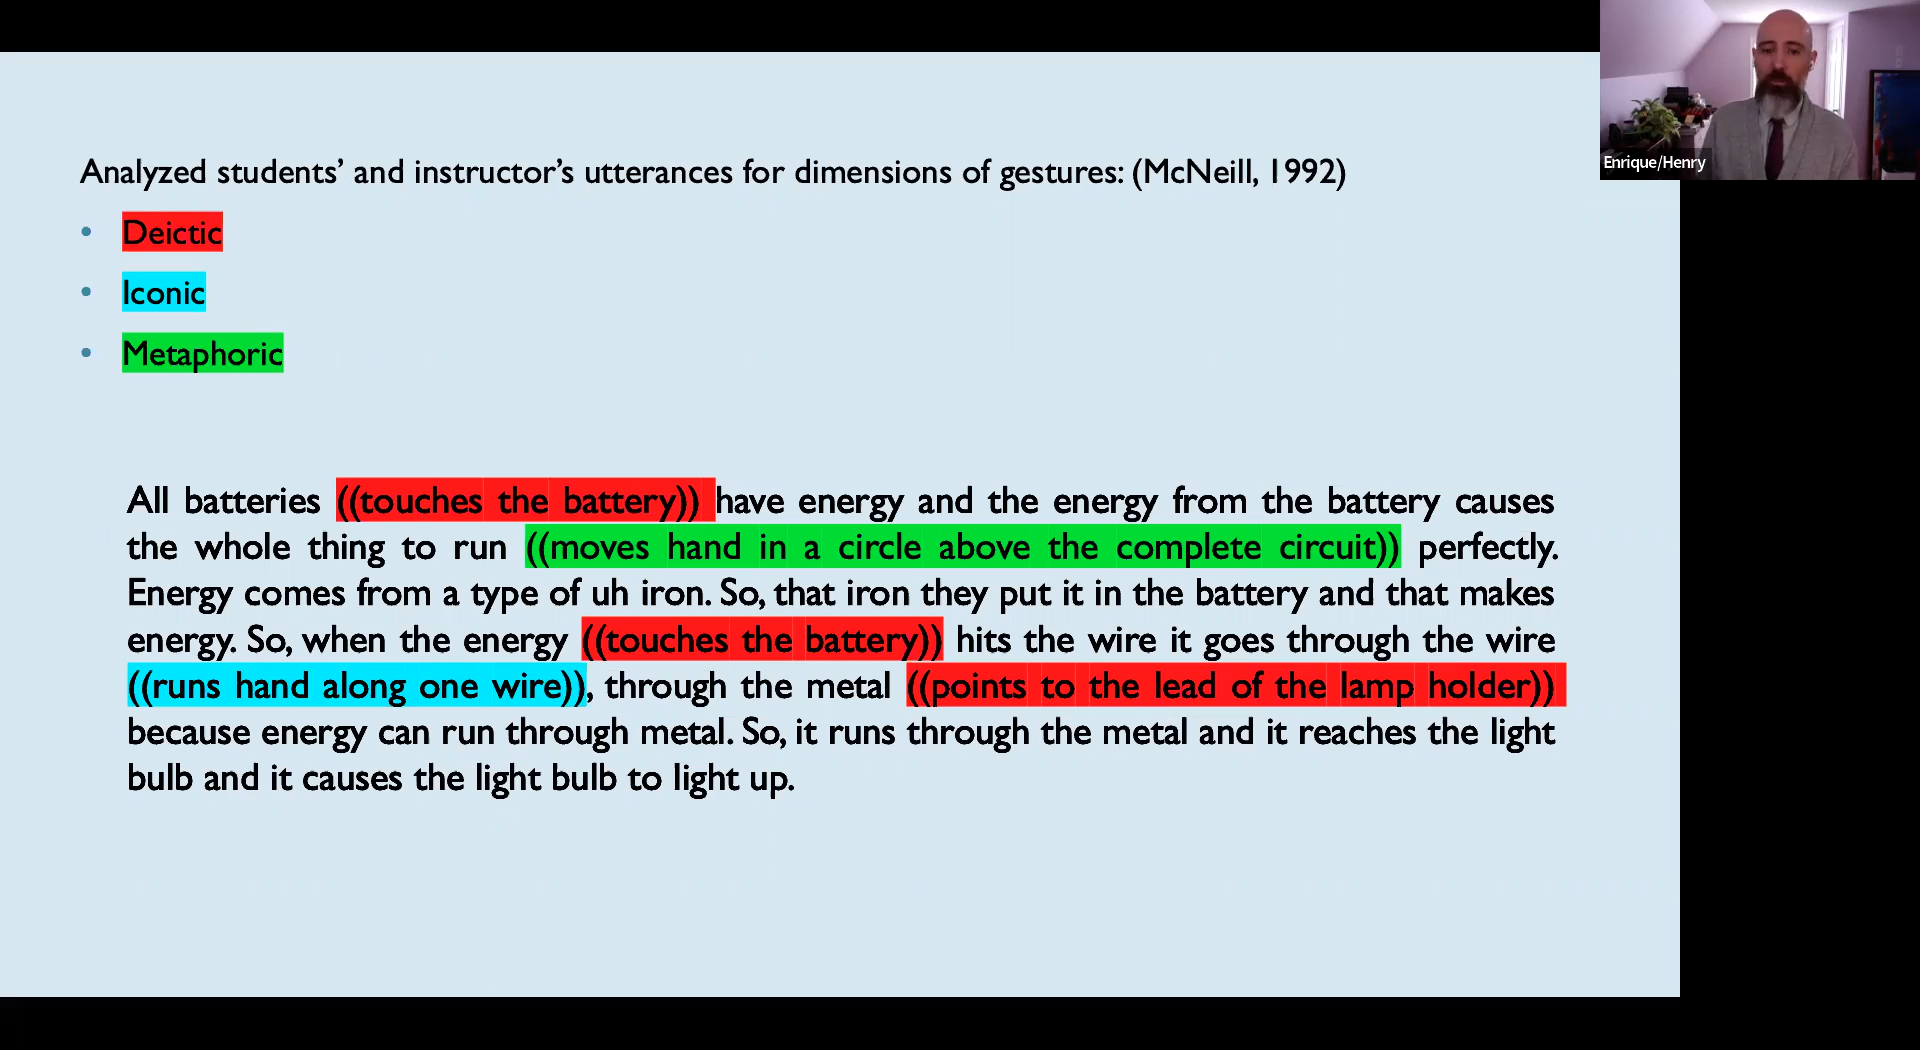 Enrique/Henry
Analyzed students’ and instructor’s utterances for dimensions of gestures: (McNeill, 1992)
• Deictic
• Iconic
• Metaphoric
All batteries ((touches the battery)) have energy and the energy from the battery causes
the whole thing to run ((moves hand in a circle above the complete circuit)) perfectly.
Energy comes from a type of uh iron. So, that iron they put it in the battery and that makes
energy. So, when the energy ((touches the battery)) hits the wire it goes through the wire
((runs hand along one wire)), through the metal ((points to the lead of the lamp holder))
because energy can run through metal. So, it runs through the metal and it reaches the light
bulb and it causes the light bulb to light up.